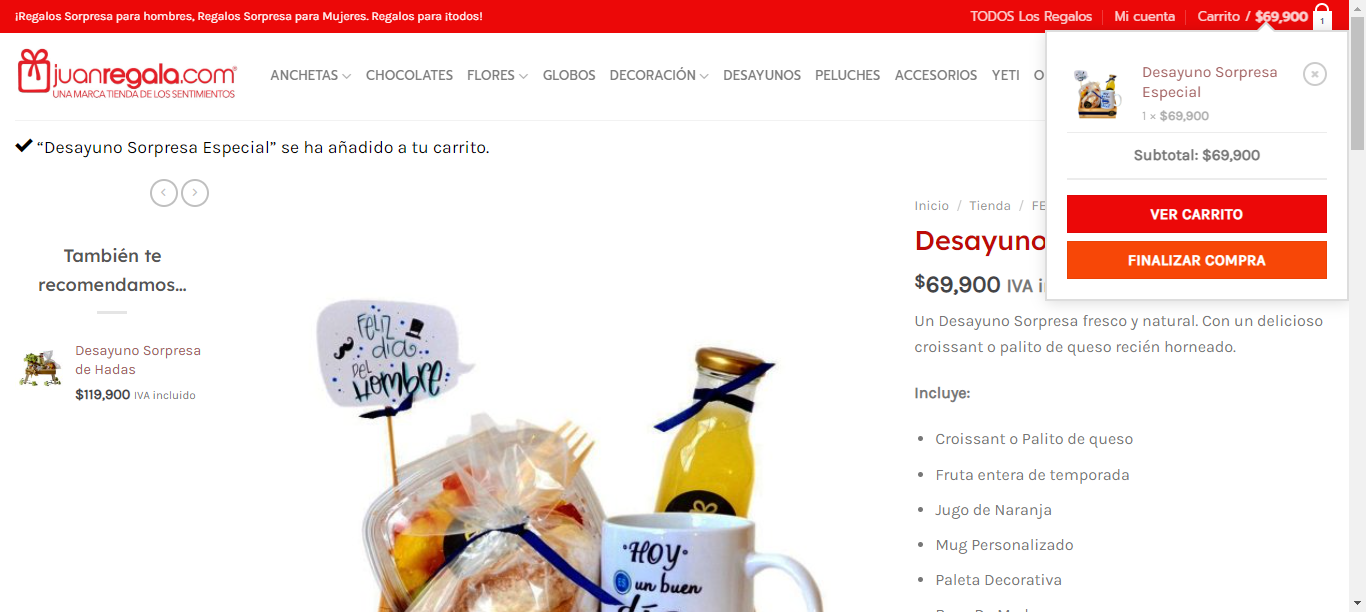 ¡Regalos Sorpresa para hombres, Regalos Sorpresa para Mujeres. Regalos para ¡todos!
TODOS Los Regalos
Mi cuenta
Carrito / $69,900
1
juanregala.com®
UNA MARCA TIENDA DE LOS SENTIMIENTOS
ANCHETAS CHOCOLATES FLORES GLOBOS DECORACIÓN DESAYUNOS PELUCHES ACCESORIOS YETI
Desayuno Sorpresa
Especial
1 × $69,900
Subtotal: $69,900
VER CARRITO
FINALIZAR COMPRA
“Desayuno Sorpresa Especial” se ha añadido a tu carrito.
También te
recomendamos...
Desayuno Sorpresa
de Hadas
$119,900 IVA incluido
FELIZ
dia
DEL
HOMBRE
HOY
es
un buen
día
Inicio / Tienda / FE
Desayuno
$69,900 IVA i
Un Desayuno Sorpresa fresco y natural. Con un delicioso
croissant o palito de queso recién horneado.
Incluye:
Croissant o Palito de queso
Fruta entera de temporada
Jugo de Naranja
Mug Personalizado
Paleta Decorativa